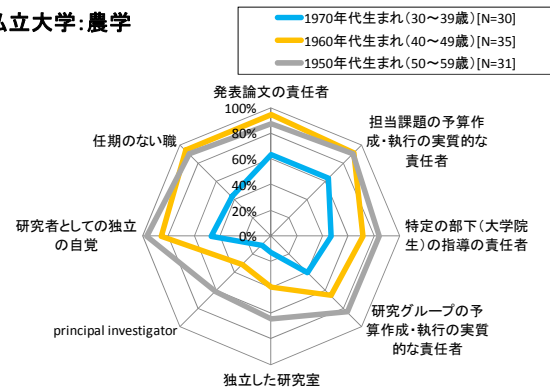 私立大学:農学
1970年代生まれ(30～39歳)[N=30]
1960年代生まれ(40～49歳)[N=35]
1950年代生まれ(50～59歳)[N=31]
発表論文の責任者
100%
80%
60%
40%
20%
0%
担当課題の予算作
成・執行の実質的な
責任者
特定の部下(大学院
生)の指導の責任者
研究グループの予
算作成・執行の実質
的な責任者
独立した研究室
principal investigator
研究者としての独立
の自覚
任期のない職